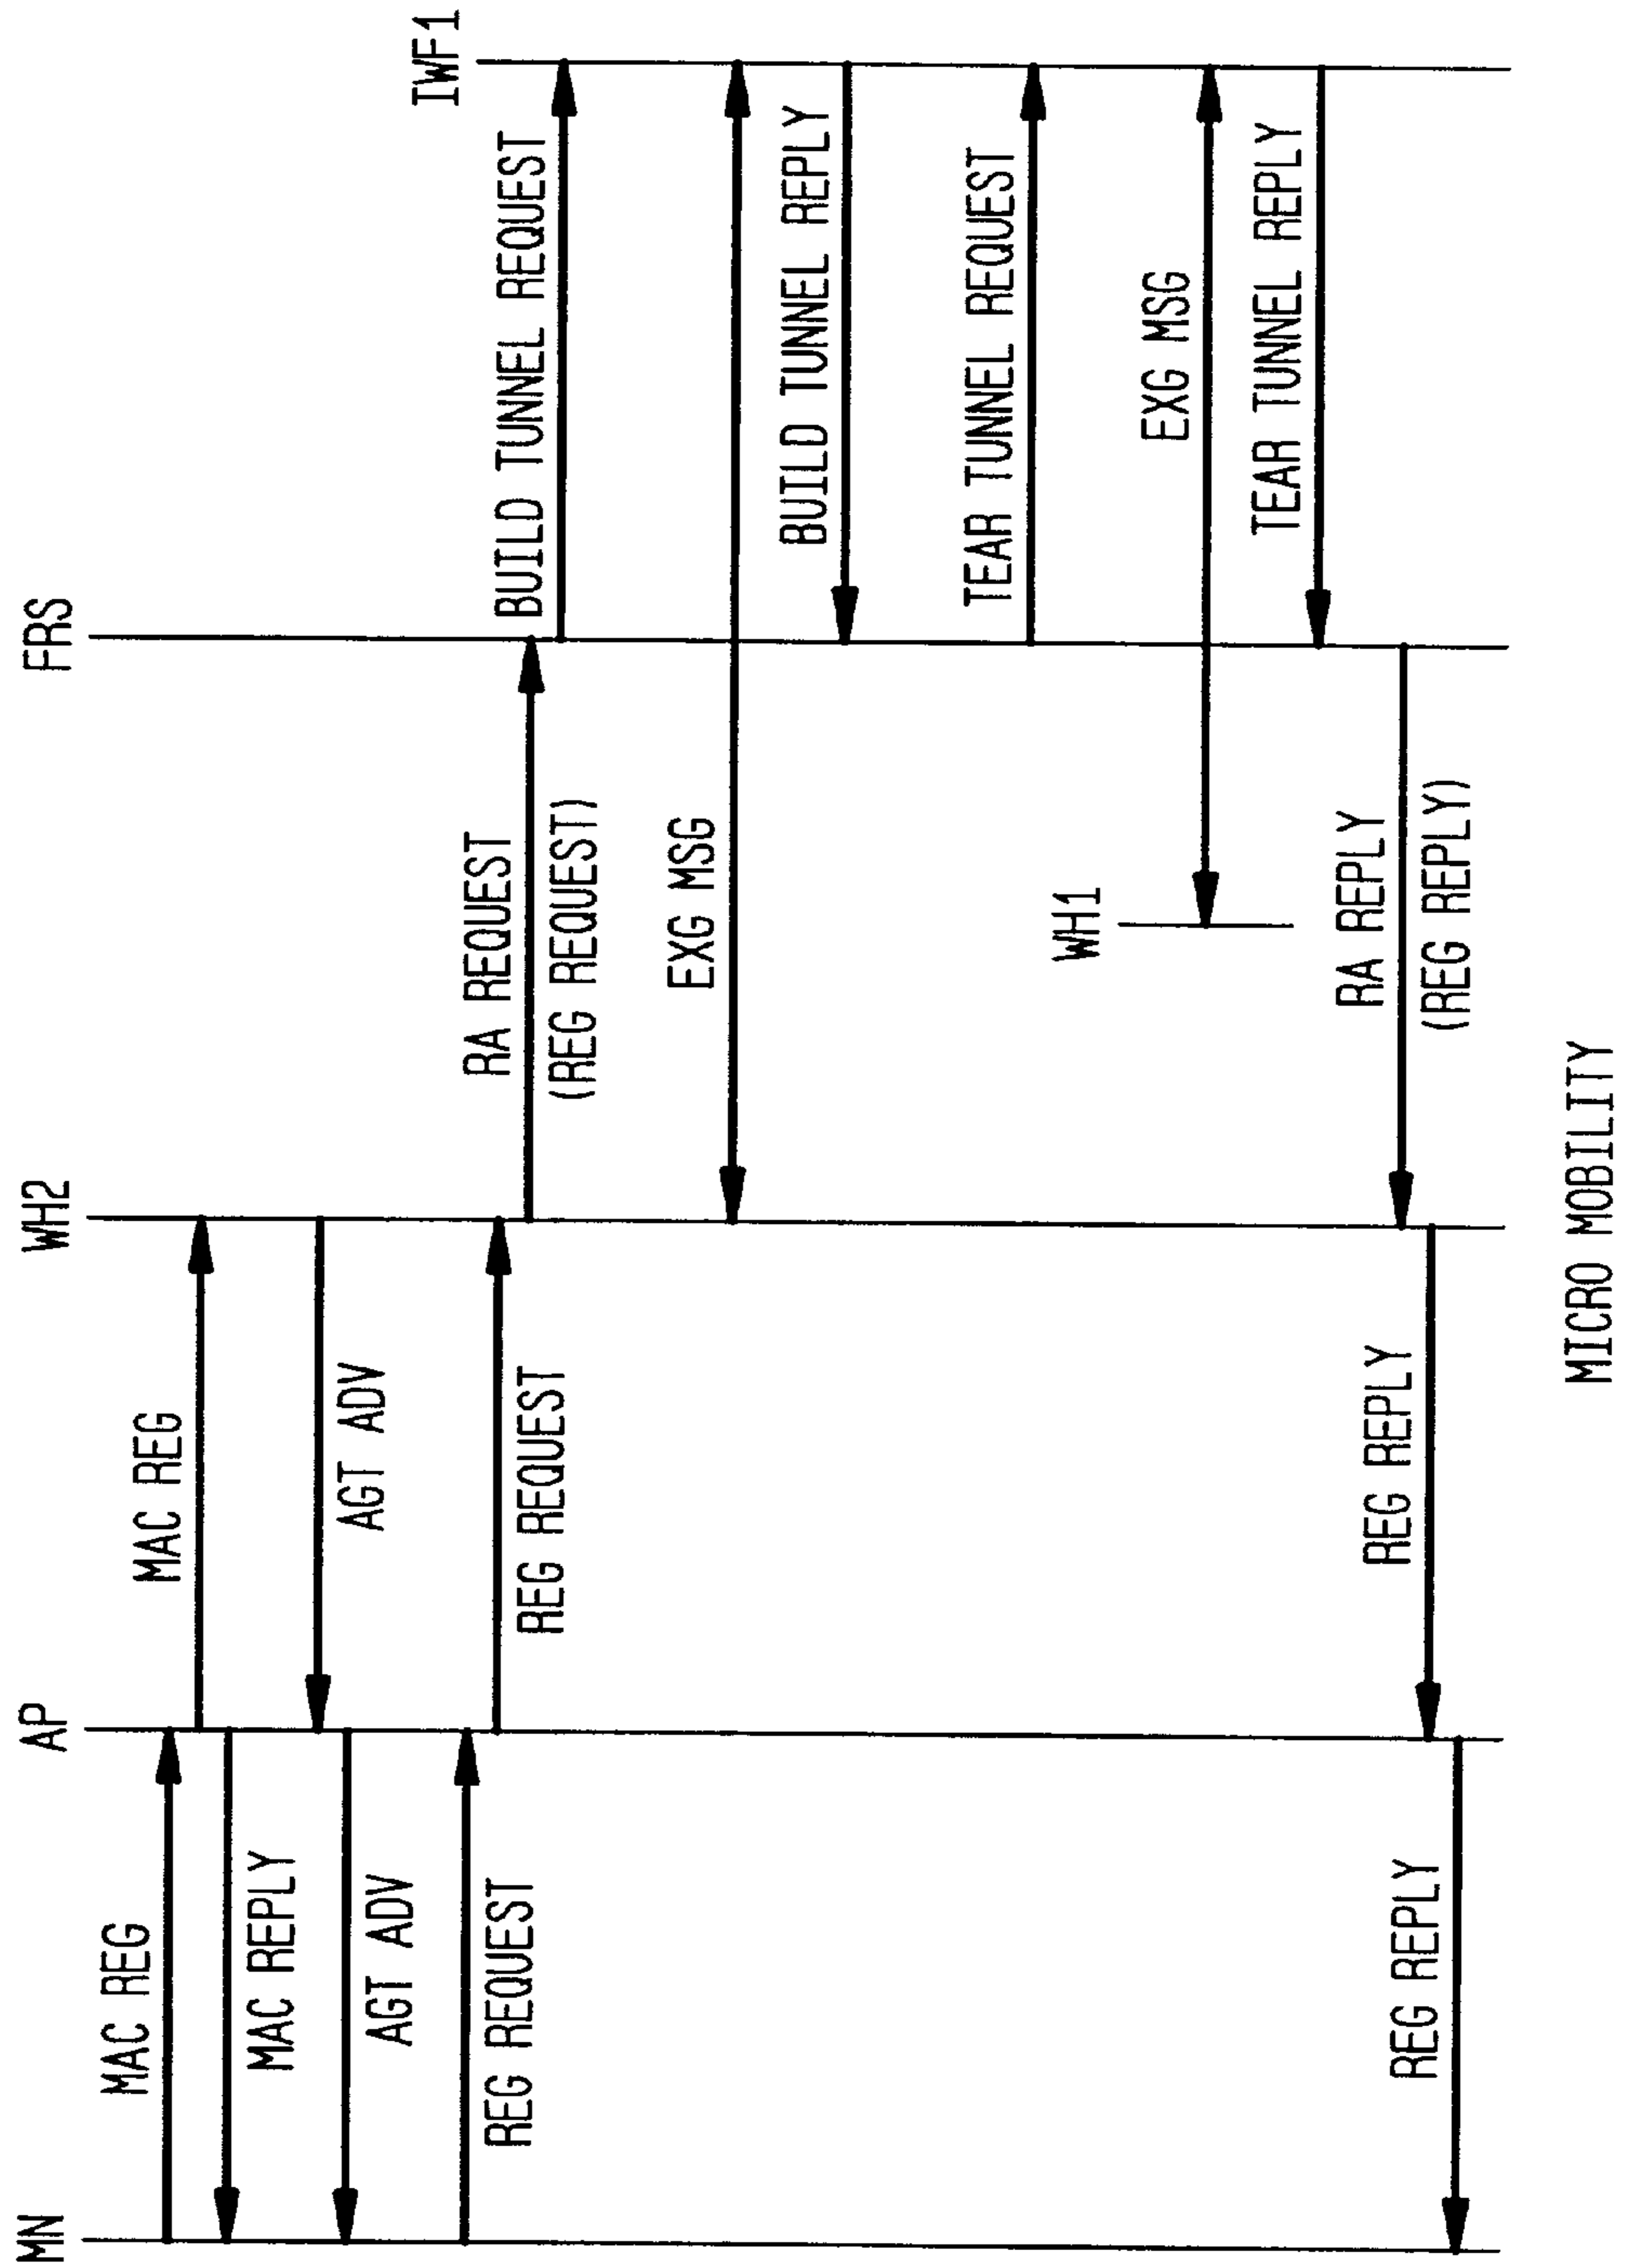 MN
AP
WH2
FRS
IWF1
MAC REG
MAC REG
MAC REPLY
AGT ADV
AGT ADV
REG REQUEST
REG REQUEST
RA REQUEST
(REG REQUEST)
BUILD TUNNEL REQUEST
EXG MSG
BUILD TUNNEL REPLY
TEAR TUNNEL REQUEST
WH1
EXG MSG
TEAR TUNNEL REPLY
RA REPLY
(REG REPLY)
REG REPLY
REG REPLY
MICRO MOBILITY